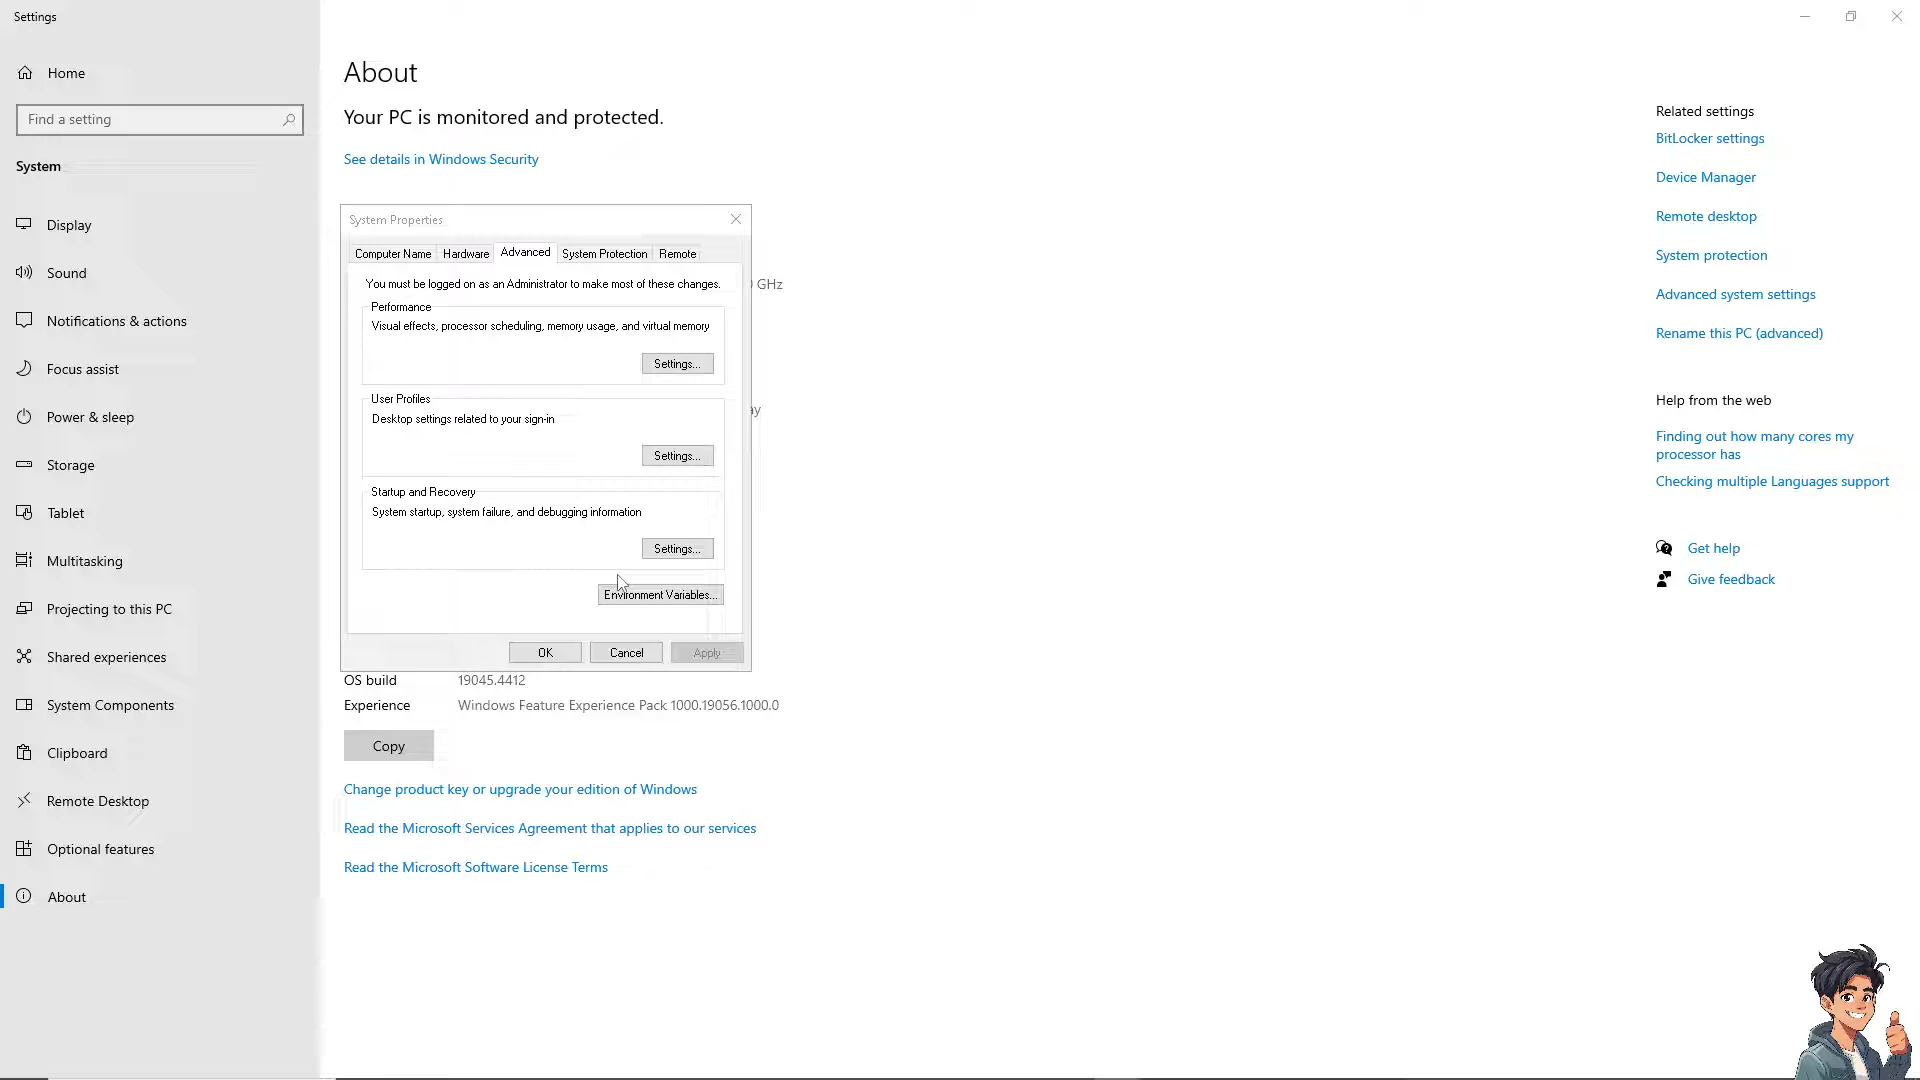 Settings
Home
Find a setting
System
Display
Sound
Notifications & actions
Focus assist
Power & sleep
Storage
Tablet
Multitasking
Projecting to this PC
Shared experiences
System Components
Clipboard
Remote Desktop
Optional features
About
About
Your PC is monitored and protected.
See details in Windows Security
System Properties
Computer Name Hardware Advanced System Protection Remote
You must be logged on as an Administrator to make most of these changes.
GHz
Performance
Visual effects, processor scheduling, memory usage, and virtual memory
Settings...
User Profiles
Desktop settings related to your sign-in
Settings...
Startup and Recovery
System startup, system failure, and debugging information
Settings...
Environment Variables...
OK Cancel Apply
OS build 19045.4412
Experience Windows Feature Experience Pack 1000.19056.1000.0
Copy
Change product key or upgrade your edition of Windows
Read the Microsoft Services Agreement that applies to our services
Read the Microsoft Software License Terms
Related settings
BitLocker settings
Device Manager
Remote desktop
System protection
Advanced system settings
Rename this PC (advanced)
Help from the web
Finding out how many cores my
processor has
Checking multiple Languages support
Get help
Give feedback